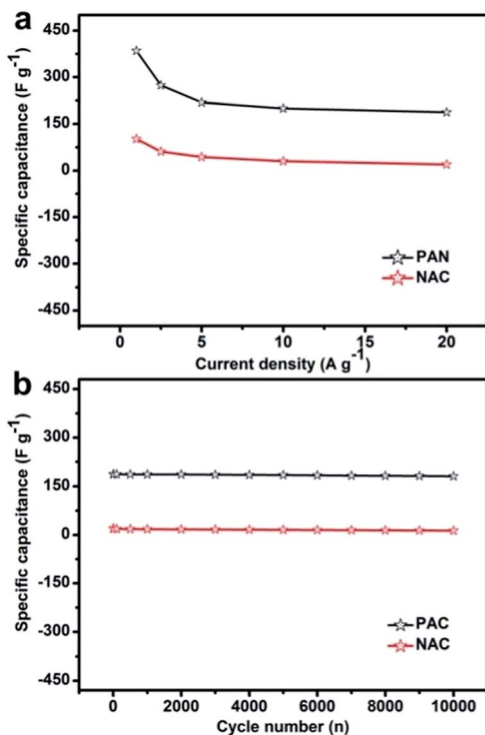 a
450
300
150
0
-150
-300
-450
Specific capacitance (F g-1)
PAN
NAC
0 5 10 15 20
Current density (A g-1)
b
450
300
150
0
-150
-300
-450
Specific capacitance (F g-1)
PAC
NAC
0 2000 4000 6000 8000 10000
Cycle number (n)